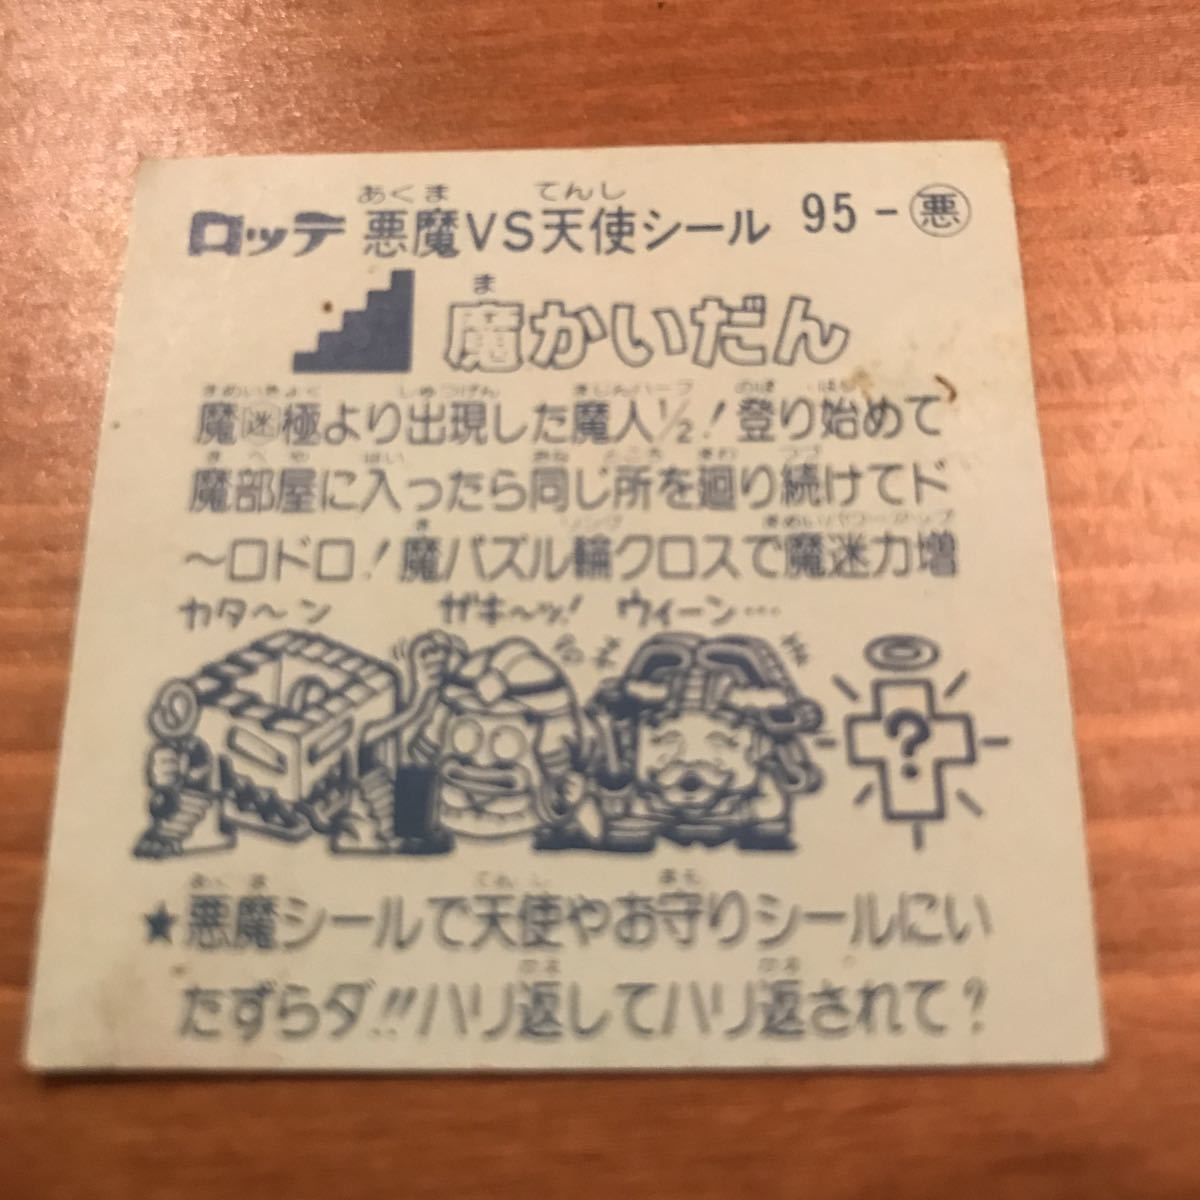 ロッテ 悪魔VS天使シール 95-悪
あくま てんし
魔かいだん
ま
魔迷極より出現した魔人½!登り始めて
魔部屋に入ったら同じ所を廻り続けてド
〜ロドロ!魔パズル輪クロスで魔迷力増
カタ〜ン ガキ〜ッ! ウィーン…
?
★悪魔シールで天使やお守りシールにい
たずらダ!!ハリ返してハリ返されて?